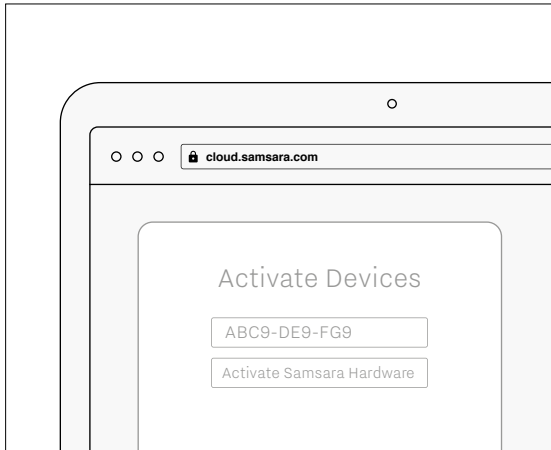 cloud.samsara.com
Activate Devices
ABC9-DE9-FG9
Activate Samsara Hardware